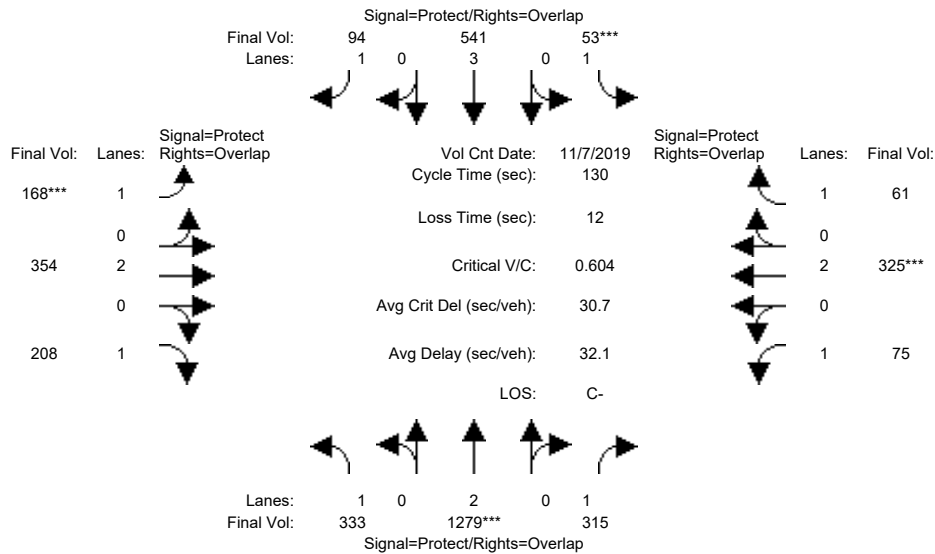 Signal=Protect/Rights=Overlap
Final Vol: 94 541 53***
Lanes: 1 0 3 0 1
Signal=Protect
Final Vol: Lanes: Rights=Overlap
Vol Cnt Date: 11/7/2019
Signal=Protect
Rights=Overlap Lanes: Final Vol:
Cycle Time (sec): 130
168*** 1
1 61
Loss Time (sec): 12
0
0
354 2
Critical V/C: 0.604
2 325***
0
Avg Crit Del (sec/veh): 30.7
0
208 1
Avg Delay (sec/veh): 32.1
1 75
LOS: C-
Lanes: 1 0 2 0 1
Final Vol: 333 1279*** 315
Signal=Protect/Rights=Overlap